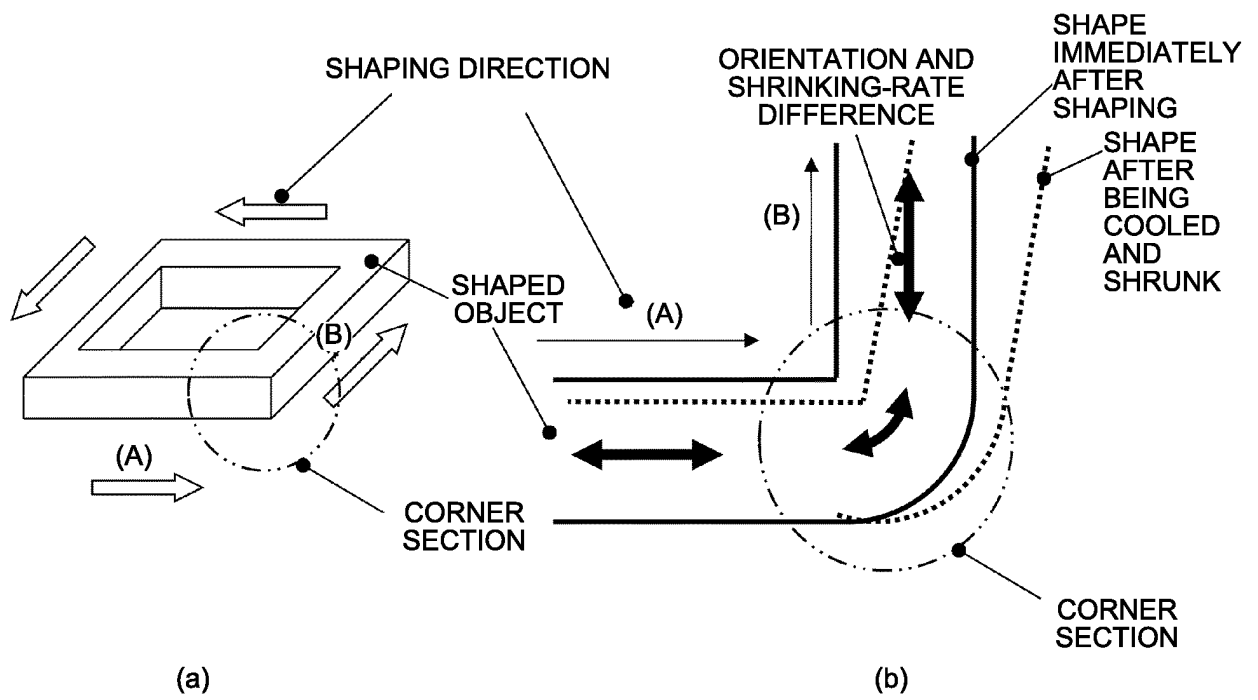 SHAPING DIRECTION
ORIENTATION AND
SHRINKING-RATE
DIFFERENCE
SHAPE
IMMEDIATELY
AFTER
SHAPING
SHAPE
AFTER
BEING
COOLED
AND
SHRUNK
(B)
SHAPED
OBJECT
(A)
(B)
(A)
CORNER
SECTION
CORNER
SECTION
(a)
(b)